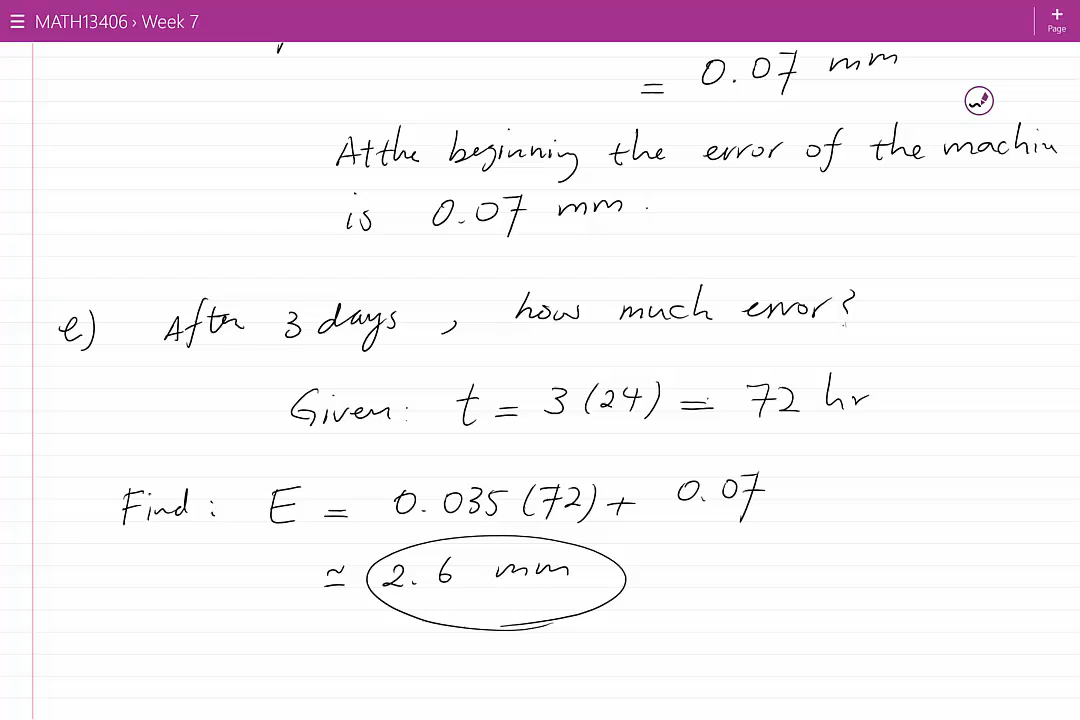 MATH13406 › Week 7
+
Page
= 0.07 mm
At the beginning the error of the machin
is 0.07 mm.
e) After 3 days, how much error?
Given: t = 3(24) = 72 hr
Find: E = 0.035(72) + 0.07
≃ 2.6 mm